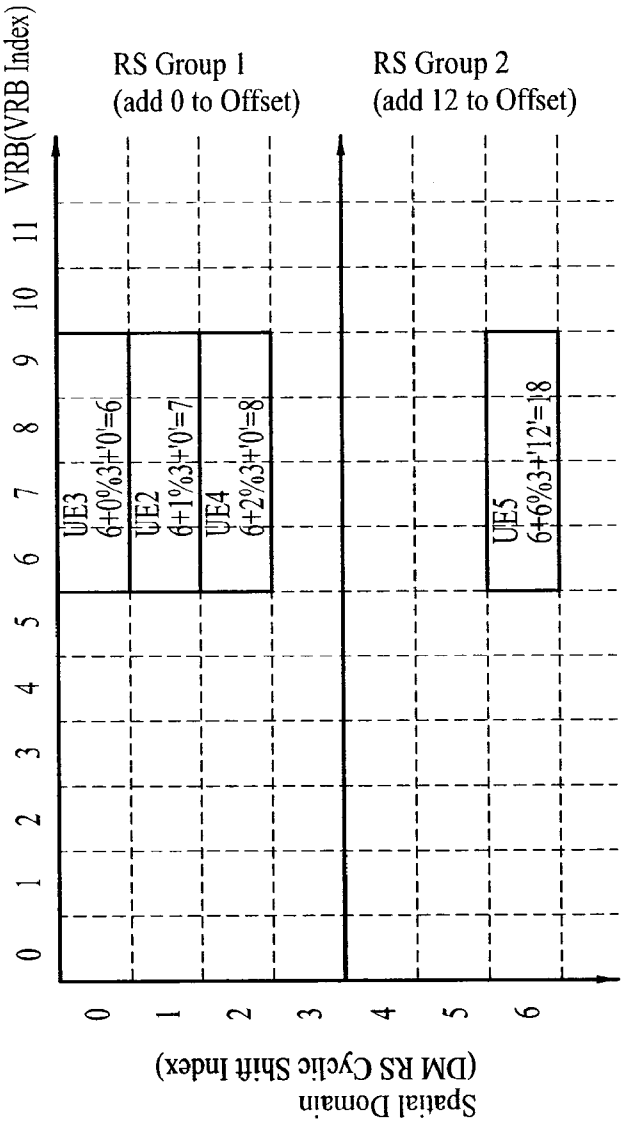 VRB(VRB Index)
0 1 2 3 4 5 6 7 8 9 10 11
RS Group 1
(add 0 to Offset)
RS Group 2
(add 12 to Offset)
0
1
2
3
4
5
6
UE3
6+0%3+'0'=6
UE2
6+1%3+'0'=7
UE4
6+2%3+'0'=8
UE5
6+6%3+'12'=18
Spatial Domain
(DM RS Cyclic Shift Index)